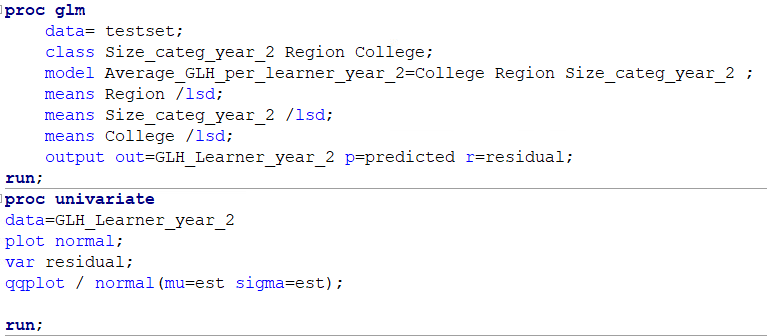 proc glm
data= testset;
class Size_categ_year_2 Region College;
model Average_GLH_per_learner_year_2=College Region Size_categ_year_2 ;
means Region /lsd;
means Size_categ_year_2 /lsd;
means College /lsd;
output out=GLH_Learner_year_2 p=predicted r=residual;
run;
proc univariate
data=GLH_Learner_year_2
plot normal;
var residual;
qqplot / normal(mu=est sigma=est);
run;